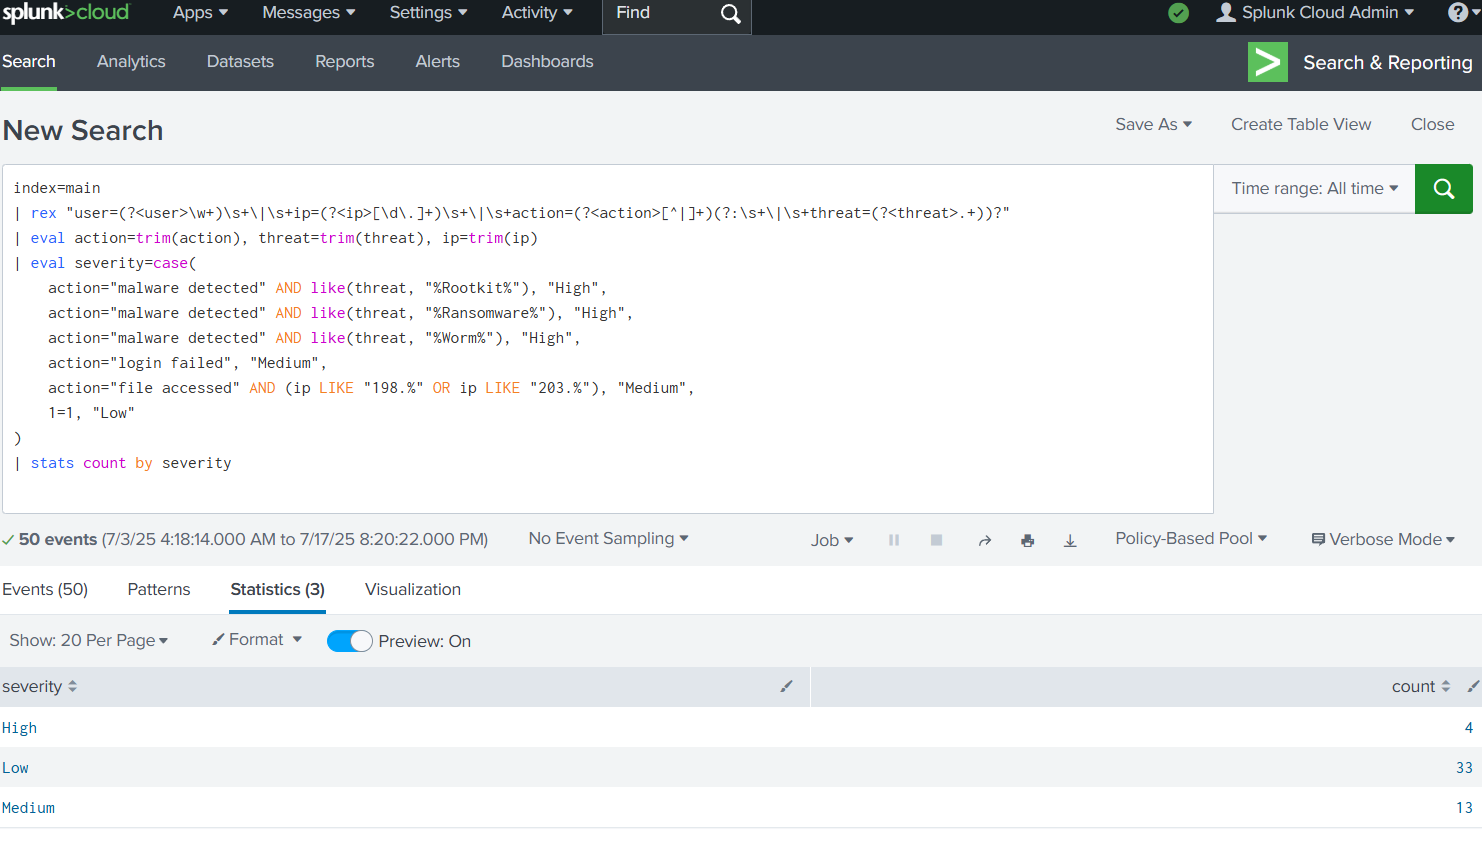 splunk>cloud Apps Messages Settings Activity Find Splunk Cloud Admin ?
Search Analytics Datasets Reports Alerts Dashboards > Search & Reporting
New Search Save As Create Table View Close
index=main Time range: All time
| rex "user=(?<user>\w+)\s+\|\s+ip=(?<ip>[\d\.]+)\s+\|\s+action=(?<action>[^|]+)(?:\s+\|\s+threat=(?<threat>.+))?"
| eval action=trim(action), threat=trim(threat), ip=trim(ip)
| eval severity=case(
action="malware detected" AND like(threat, "%Rootkit%"), "High",
action="malware detected" AND like(threat, "%Ransomware%"), "High",
action="malware detected" AND like(threat, "%Worm%"), "High",
action="login failed", "Medium",
action="file accessed" AND (ip LIKE "198.%" OR ip LIKE "203.%"), "Medium",
1=1, "Low"
)
| stats count by severity
50 events (7/3/25 4:18:14.000 AM to 7/17/25 8:20:22.000 PM) No Event Sampling Job Policy-Based Pool Verbose Mode
Events (50) Patterns Statistics (3) Visualization
Show: 20 Per Page Format Preview: On
severity count
High 4
Low 33
Medium 13